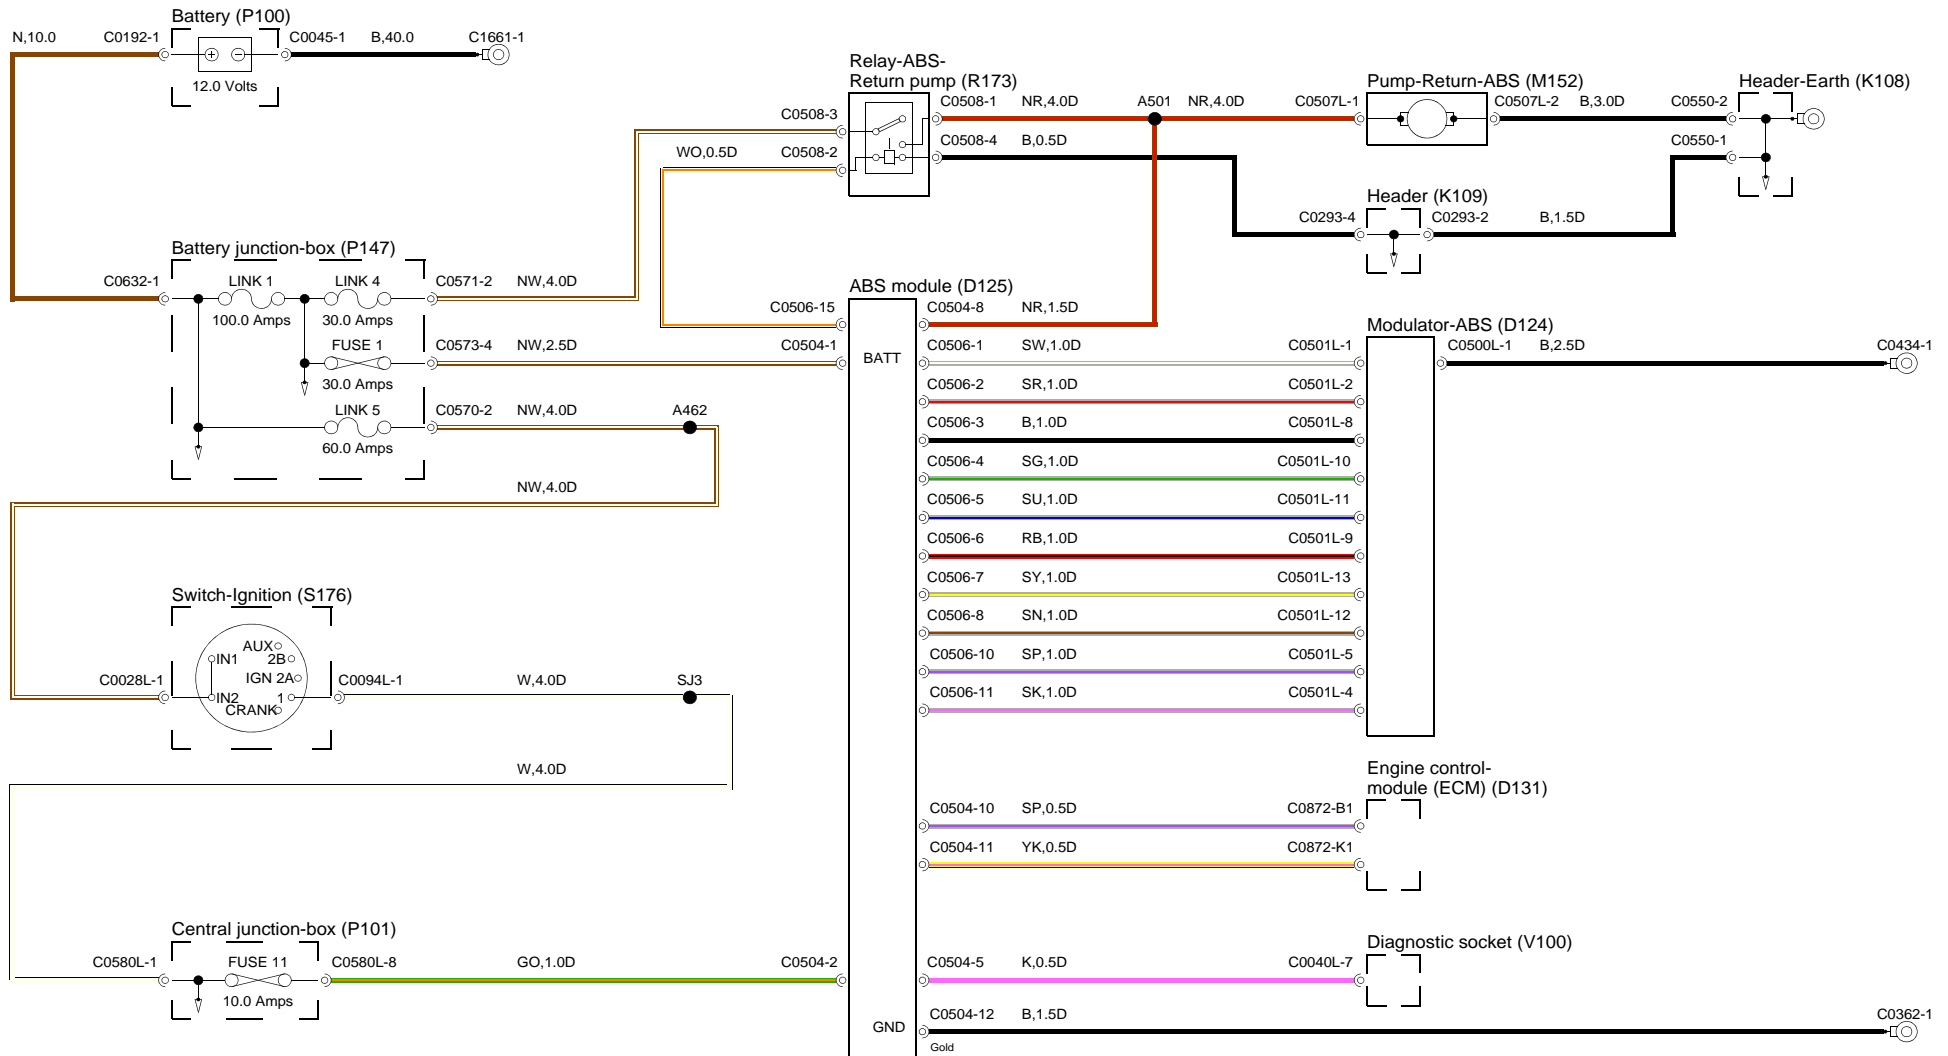 Battery (P100)
N,10.0
C0192-1
C0045-1
B,40.0
C1661-1
12.0 Volts
Relay-ABS-
Return pump (R173)
C0508-3
C0508-2
WO,0.5D
C0508-1
NR,4.0D
A501
NR,4.0D
C0507L-1
C0508-4
B,0.5D
Pump-Return-ABS (M152)
C0507L-2
B,3.0D
C0550-2
C0550-1
Header-Earth (K108)
Header (K109)
C0293-4
C0293-2
B,1.5D
Battery junction-box (P147)
C0632-1
LINK 1
100.0 Amps
LINK 4
30.0 Amps
C0571-2
NW,4.0D
FUSE 1
30.0 Amps
C0573-4
NW,2.5D
LINK 5
60.0 Amps
C0570-2
NW,4.0D
A462
NW,4.0D
ABS module (D125)
C0506-15
C0504-1
BATT
C0504-8
NR,1.5D
Modulator-ABS (D124)
C0506-1
SW,1.0D
C0501L-1
C0500L-1
B,2.5D
C0434-1
C0506-2
SR,1.0D
C0501L-2
C0506-3
B,1.0D
C0501L-8
C0506-4
SG,1.0D
C0501L-10
C0506-5
SU,1.0D
C0501L-11
C0506-6
RB,1.0D
C0501L-9
C0506-7
SY,1.0D
C0501L-13
C0506-8
SN,1.0D
C0501L-12
C0506-10
SP,1.0D
C0501L-5
C0506-11
SK,1.0D
C0501L-4
Switch-Ignition (S176)
C0028L-1
AUX
IN1
2B
IGN 2A
IN2
1
CRANK
C0094L-1
W,4.0D
SJ3
W,4.0D
Engine control-
module (ECM) (D131)
C0504-10
SP,0.5D
C0872-B1
C0504-11
YK,0.5D
C0872-K1
Central junction-box (P101)
C0580L-1
FUSE 11
10.0 Amps
C0580L-8
GO,1.0D
C0504-2
Diagnostic socket (V100)
C0504-5
K,0.5D
C0040L-7
GND
C0504-12
B,1.5D
C0362-1
Gold